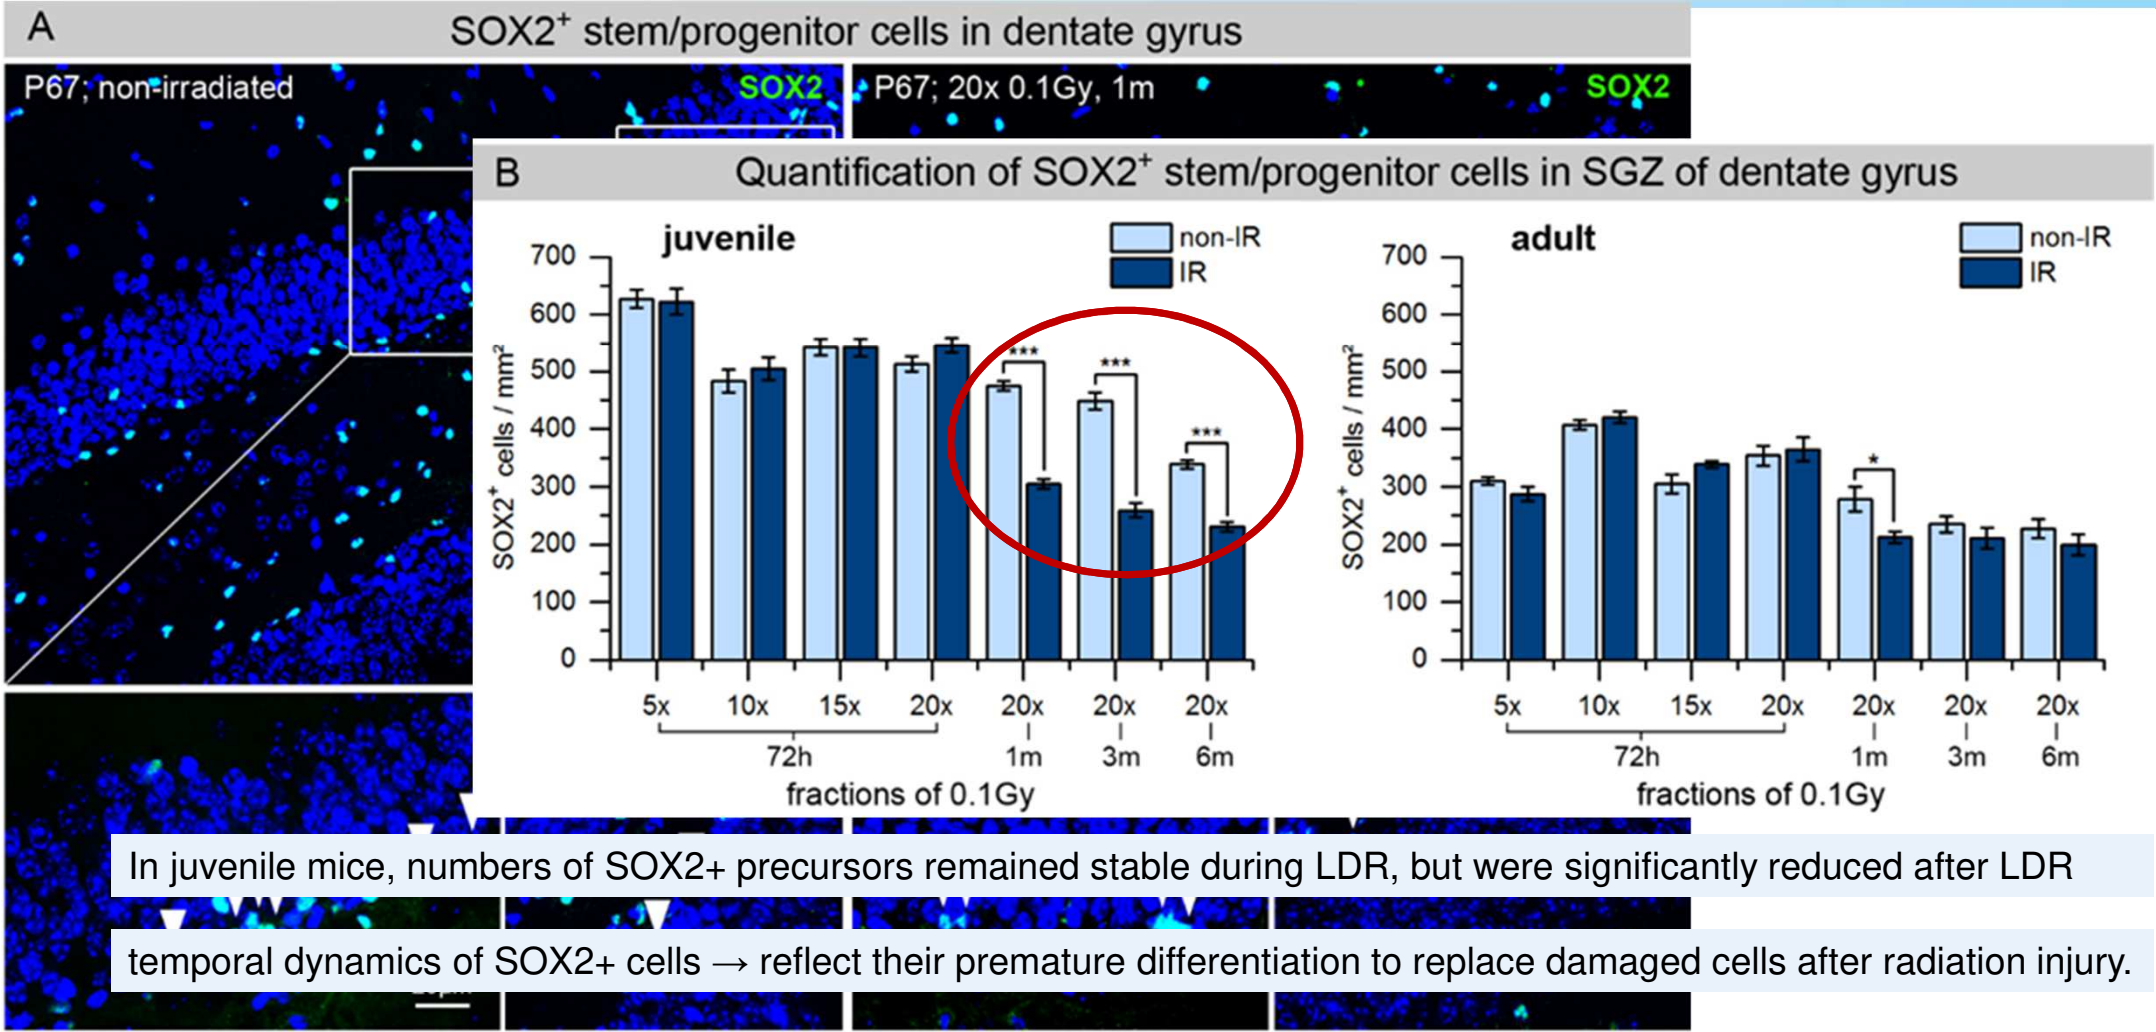 A
SOX2⁺ stem/progenitor cells in dentate gyrus
P67; non-irradiated
SOX2
P67; 20x 0.1Gy, 1m
SOX2
B
Quantification of SOX2⁺ stem/progenitor cells in SGZ of dentate gyrus
juvenile
non-IR
IR
SOX2⁺ cells / mm²
700
600
500
400
300
200
100
0
***
***
***
5x 10x 15x 20x 20x 20x 20x
72h 1m 3m 6m
fractions of 0.1Gy
adult
non-IR
IR
SOX2⁺ cells / mm²
700
600
500
400
300
200
100
0
*
5x 10x 15x 20x 20x 20x 20x
72h 1m 3m 6m
fractions of 0.1Gy
In juvenile mice, numbers of SOX2+ precursors remained stable during LDR, but were significantly reduced after LDR
temporal dynamics of SOX2+ cells → reflect their premature differentiation to replace damaged cells after radiation injury.